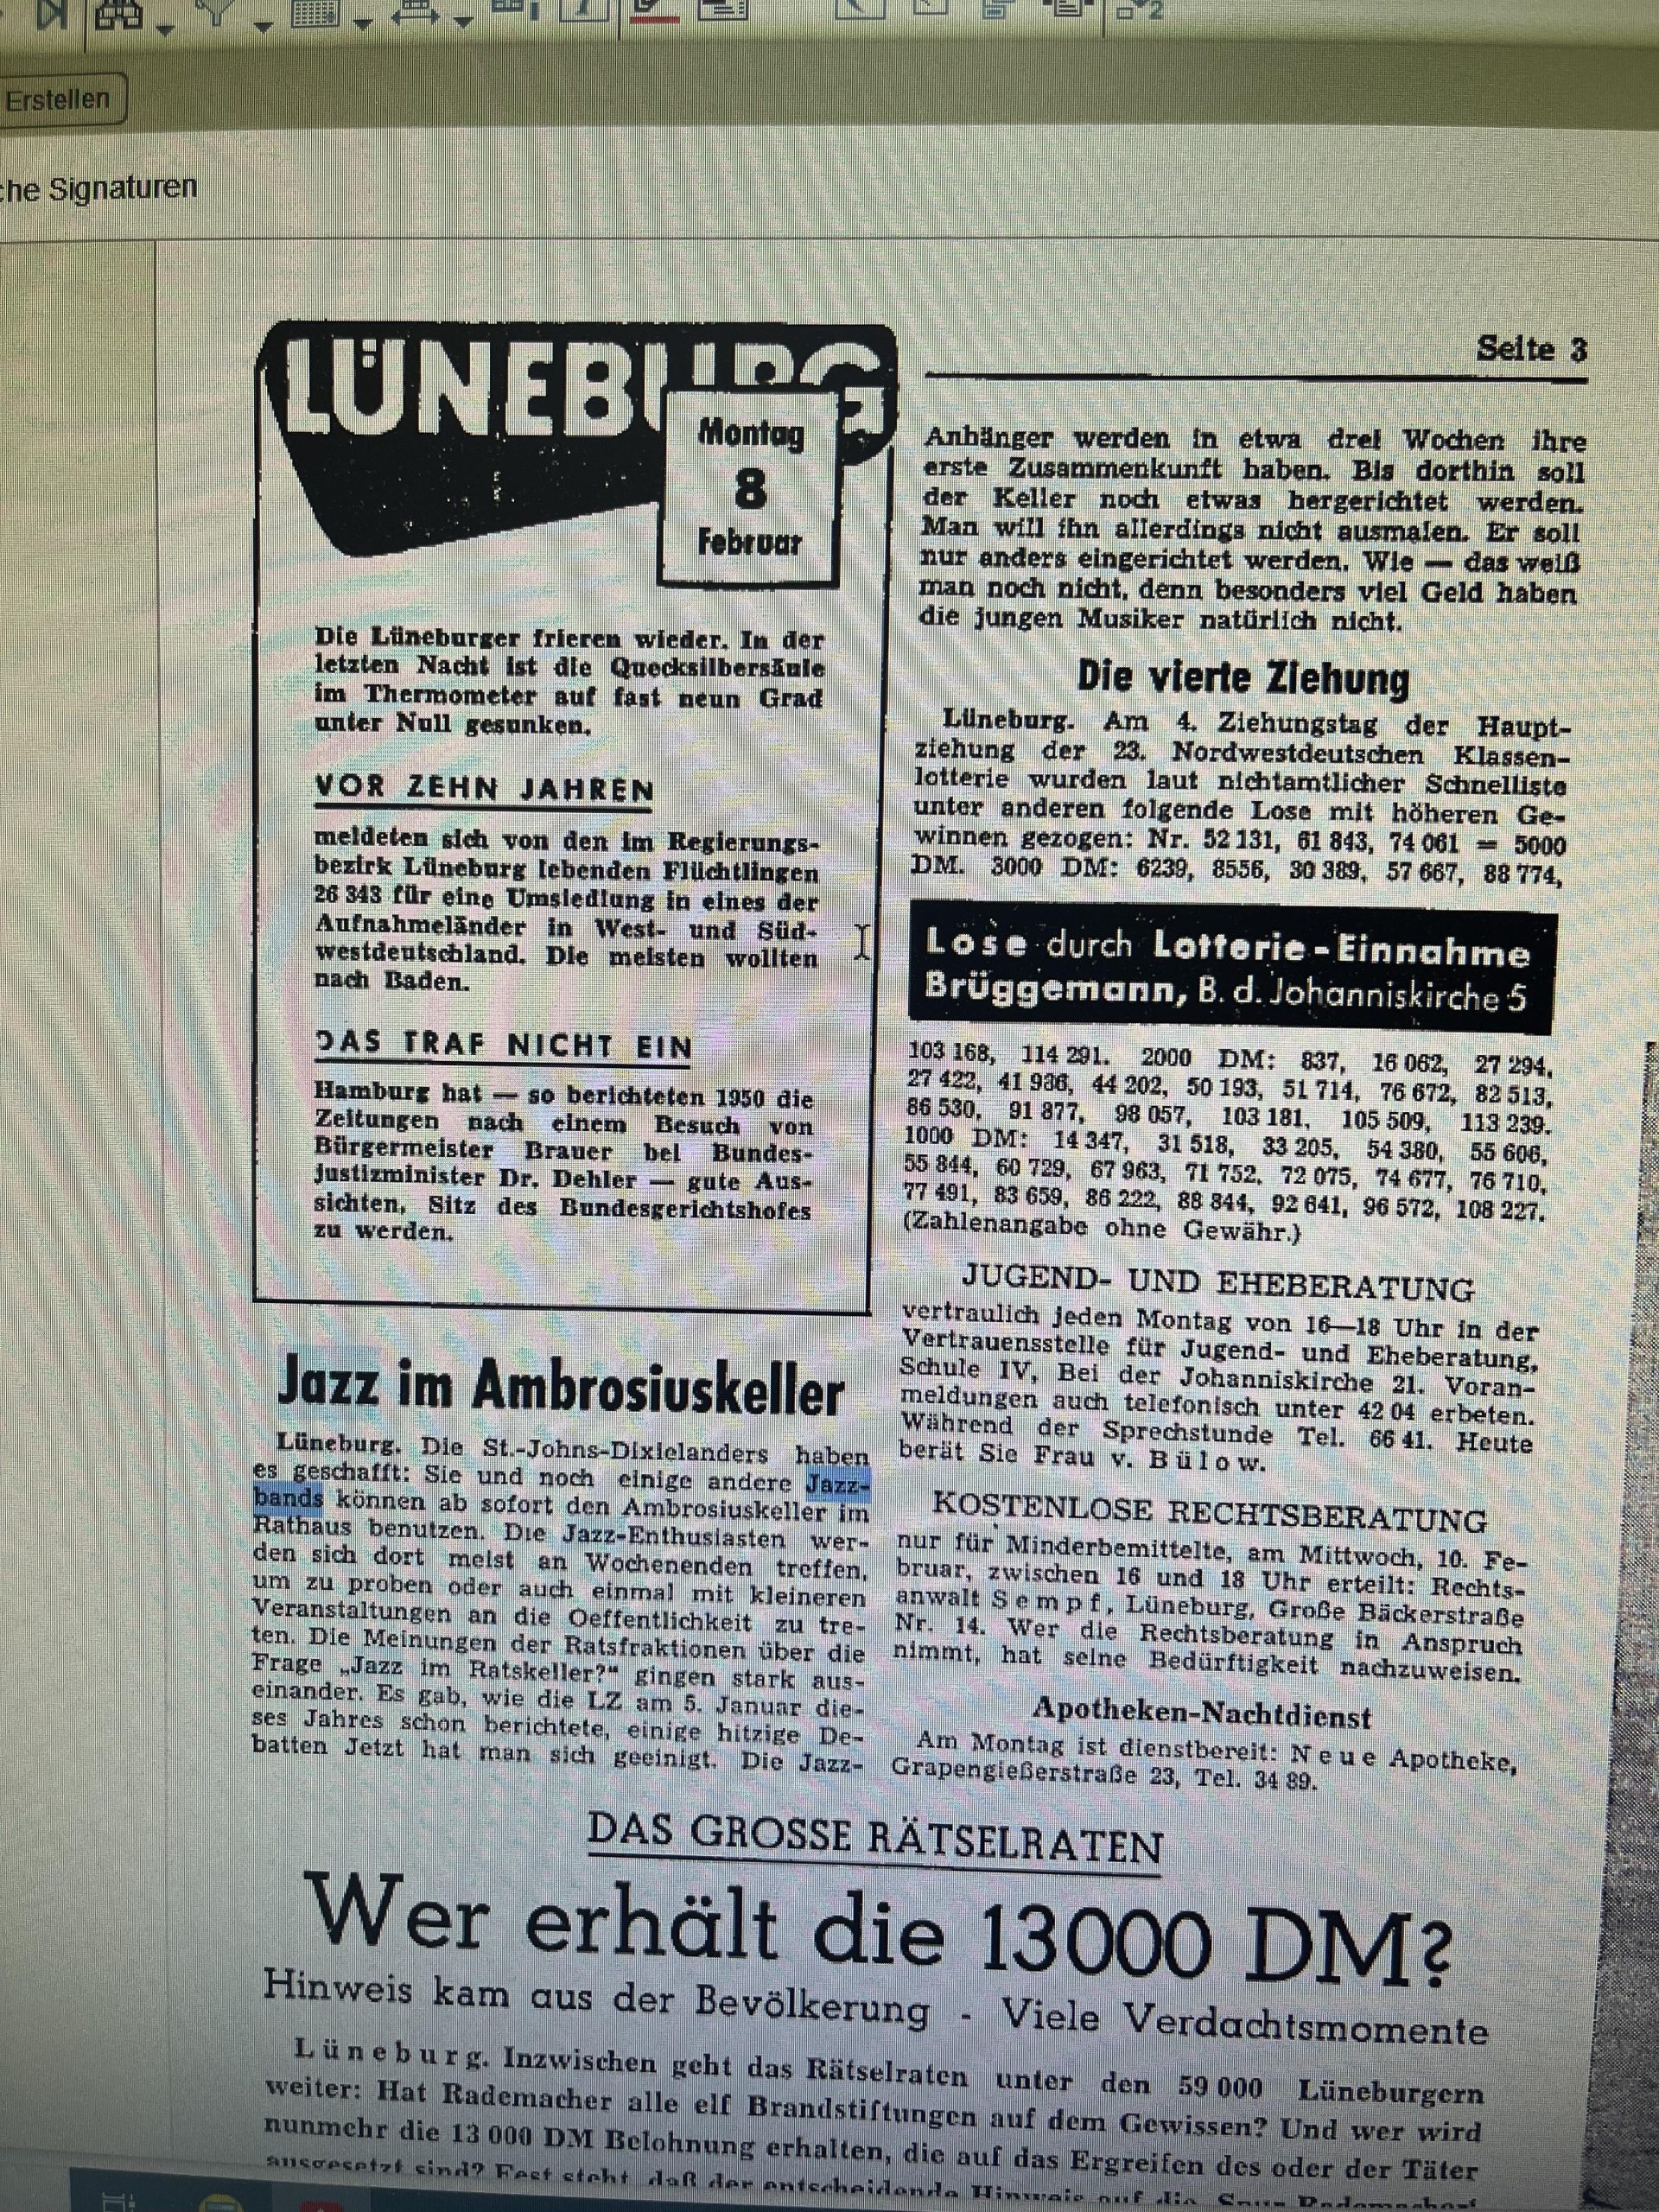 Erstellen
che Signaturen
LÜNEBURG
Montag
8
Februar
Die Lüneburger frieren wieder. In der
letzten Nacht ist die Quecksilbersäule
im Thermometer auf fast neun Grad
unter Null gesunken.
VOR ZEHN JAHREN
meldeten sich von den im Regierungs-
bezirk Lüneburg lebenden Flüchtlingen
26 343 für eine Umsiedlung in eines der
Aufnahmeländer in West- und Süd-
westdeutschland. Die meisten wollten
nach Baden.
DAS TRAF NICHT EIN
Hamburg hat — so berichteten 1950 die
Zeitungen nach einem Besuch von
Bürgermeister Brauer bei Bundes-
justizminister Dr. Dehler — gute Aus-
sichten, Sitz des Bundesgerichtshofes
zu werden.
Jazz im Ambrosiuskeller
Lüneburg. Die St.-Johns-Dixielanders haben
es geschafft: Sie und noch einige andere Jazz-
bands können ab sofort den Ambrosiuskeller im
Rathaus benutzen. Die Jazz-Enthusiasten wer-
den sich dort meist an Wochenenden treffen,
um zu proben oder auch einmal mit kleineren
Veranstaltungen an die Oeffentlichkeit zu tre-
ten. Die Meinungen der Ratsfraktionen über die
Frage „Jazz im Ratskeller?“ gingen stark aus-
einander. Es gab, wie die LZ am 5. Januar die-
ses Jahres schon berichtete, einige hitzige De-
batten Jetzt hat man sich geeinigt. Die Jazz-
Seite 3
Anhänger werden in etwa drei Wochen ihre
erste Zusammenkunft haben. Bis dorthin soll
der Keller noch etwas hergerichtet werden.
Man will ihn allerdings nicht ausmalen. Er soll
nur anders eingerichtet werden. Wie — das weiß
man noch nicht, denn besonders viel Geld haben
die jungen Musiker natürlich nicht.
Die vierte Ziehung
Lüneburg. Am 4. Ziehungstag der Haupt-
ziehung der 23. Nordwestdeutschen Klassen-
lotterie wurden laut nichtamtlicher Schnelliste
unter anderen folgende Lose mit höheren Ge-
winnen gezogen: Nr. 52 131, 61 843, 74 061 = 5000
DM. 3000 DM: 6239, 8556, 30 389, 57 667, 88 774,
Lose durch Lotterie-Einnahme
Brüggemann, B. d. Johanniskirche 5
103 168, 114 291. 2000 DM: 837, 16 062, 27 294,
27 422, 41 986, 44 202, 50 193, 51 714, 76 672, 82 513,
86 530, 91 877, 98 057, 103 181, 105 509, 113 239.
1000 DM: 14 347, 31 518, 33 205, 54 380, 55 606,
55 844, 60 729, 67 963, 71 752, 72 075, 74 677, 76 710,
77 491, 83 659, 86 222, 88 844, 92 641, 96 572, 108 227.
(Zahlenangabe ohne Gewähr.)
JUGEND- UND EHEBERATUNG
vertraulich jeden Montag von 16—18 Uhr in der
Vertrauensstelle für Jugend- und Eheberatung,
Schule IV, Bei der Johanniskirche 21. Voran-
meldungen auch telefonisch unter 42 04 erbeten.
Während der Sprechstunde Tel. 66 41. Heute
berät Sie Frau v. Bülow.
KOSTENLOSE RECHTSBERATUNG
nur für Minderbemittelte, am Mittwoch, 10. Fe-
bruar, zwischen 16 und 18 Uhr erteilt: Rechts-
anwalt Sempf, Lüneburg, Große Bäckerstraße
Nr. 14. Wer die Rechtsberatung in Anspruch
nimmt, hat seine Bedürftigkeit nachzuweisen.
Apotheken-Nachtdienst
Am Montag ist dienstbereit: Neue Apotheke,
Grapengießerstraße 23, Tel. 34 89.
DAS GROSSE RÄTSELRATEN
Wer erhält die 13000 DM?
Hinweis kam aus der Bevölkerung - Viele Verdachtsmomente
Lüneburg. Inzwischen geht das Rätselraten unter den 59 000 Lüneburgern
weiter: Hat Rademacher alle elf Brandstiftungen auf dem Gewissen? Und wer wird
nunmehr die 13 000 DM Belohnung erhalten, die auf das Ergreifen des oder der Täter
ausgesetzt sind? Fest steht, daß der entscheidende Hinweis auf die